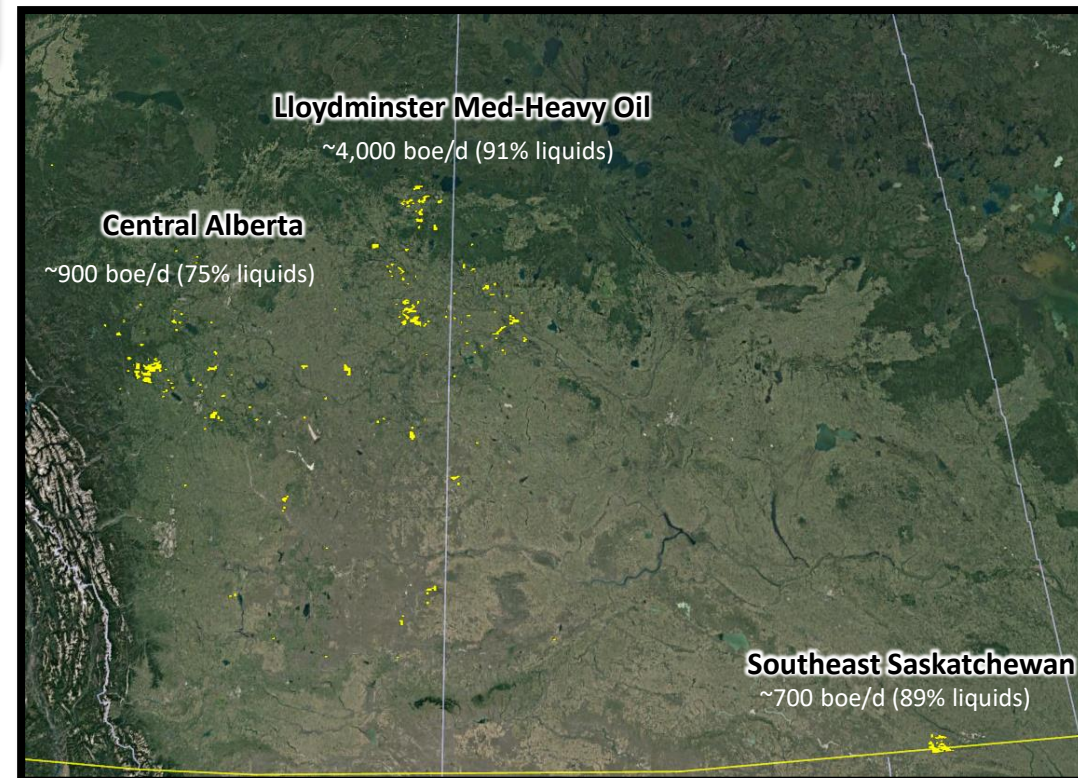 Lloydminster Med-Heavy Oil
~4,000 boe/d (91% liquids)
Central Alberta
~900 boe/d (75% liquids)
Southeast Saskatchewan
~700 boe/d (89% liquids)